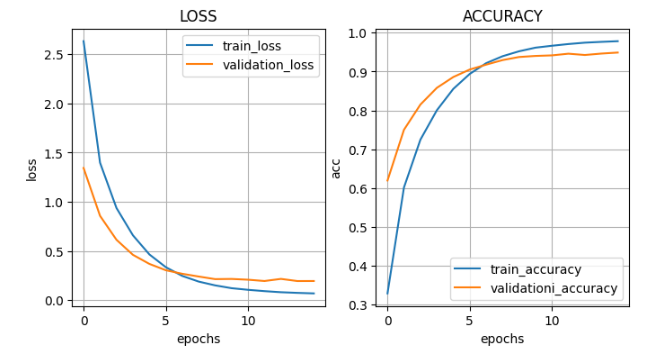 LOSS
2.5
2.0
1.5
1.0
0.5
0.0
loss
train_loss
validation_loss
0
5
10
epochs
ACCURACY
1.0
0.9
0.8
0.7
0.6
0.5
0.4
0.3
acc
train_accuracy
validationi_accuracy
0
5
10
epochs